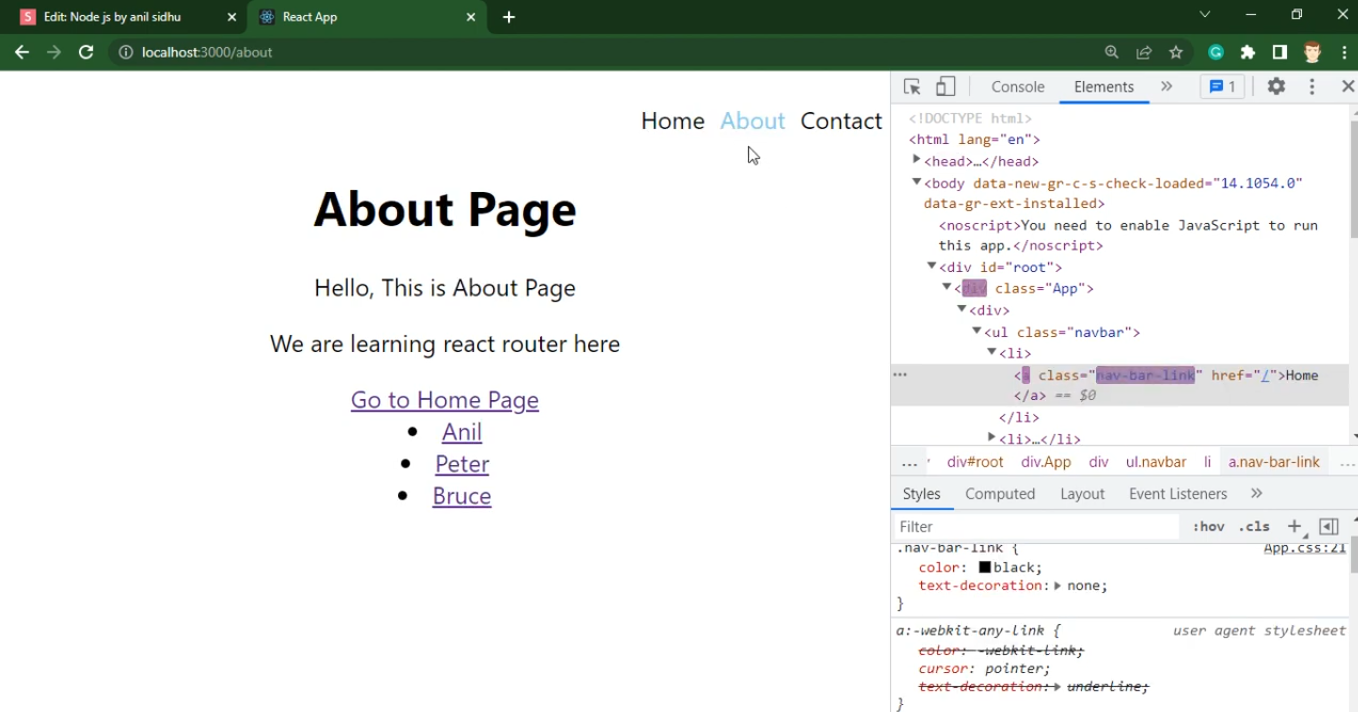 S Edit: Node js by anil sidhu
React App
localhost:3000/about
Home About Contact
About Page
Hello, This is About Page
We are learning react router here
Go to Home Page
• Anil
• Peter
• Bruce
Console Elements » 1
<!DOCTYPE html>
<html lang="en">
<head>…</head>
<body data-new-gr-c-s-check-loaded="14.1054.0"
data-gr-ext-installed>
<noscript>You need to enable JavaScript to run
this app.</noscript>
<div id="root">
<div class="App">
<div>
<ul class="navbar">
<li>
<a class="nav-bar-link" href="/">Home
</a> == $0
</li>
<li>…</li>
... div#root div.App div ul.navbar li a.nav-bar-link ...
Styles Computed Layout Event Listeners »
Filter :hov .cls +
.nav-bar-link { App.css:21
color: black;
text-decoration: none;
}
a:-webkit-any-link { user agent stylesheet
color: -webkit-link;
cursor: pointer;
text-decoration: underline;
}